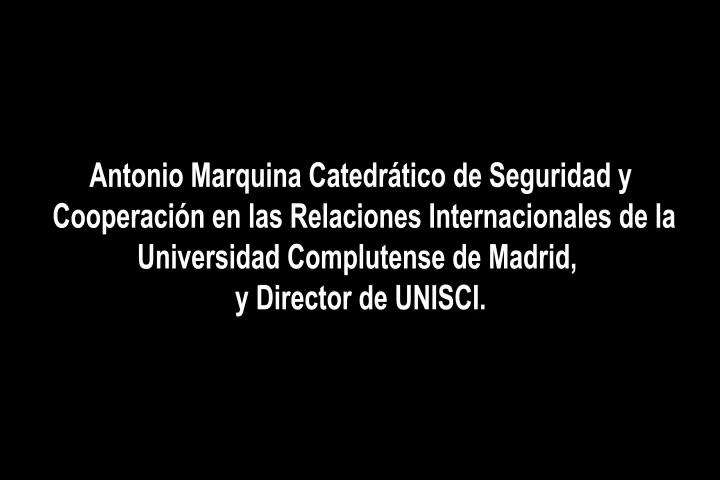 Antonio Marquina Catedrático de Seguridad y
Cooperación en las Relaciones Internacionales de la
Universidad Complutense de Madrid,
y Director de UNISCI.